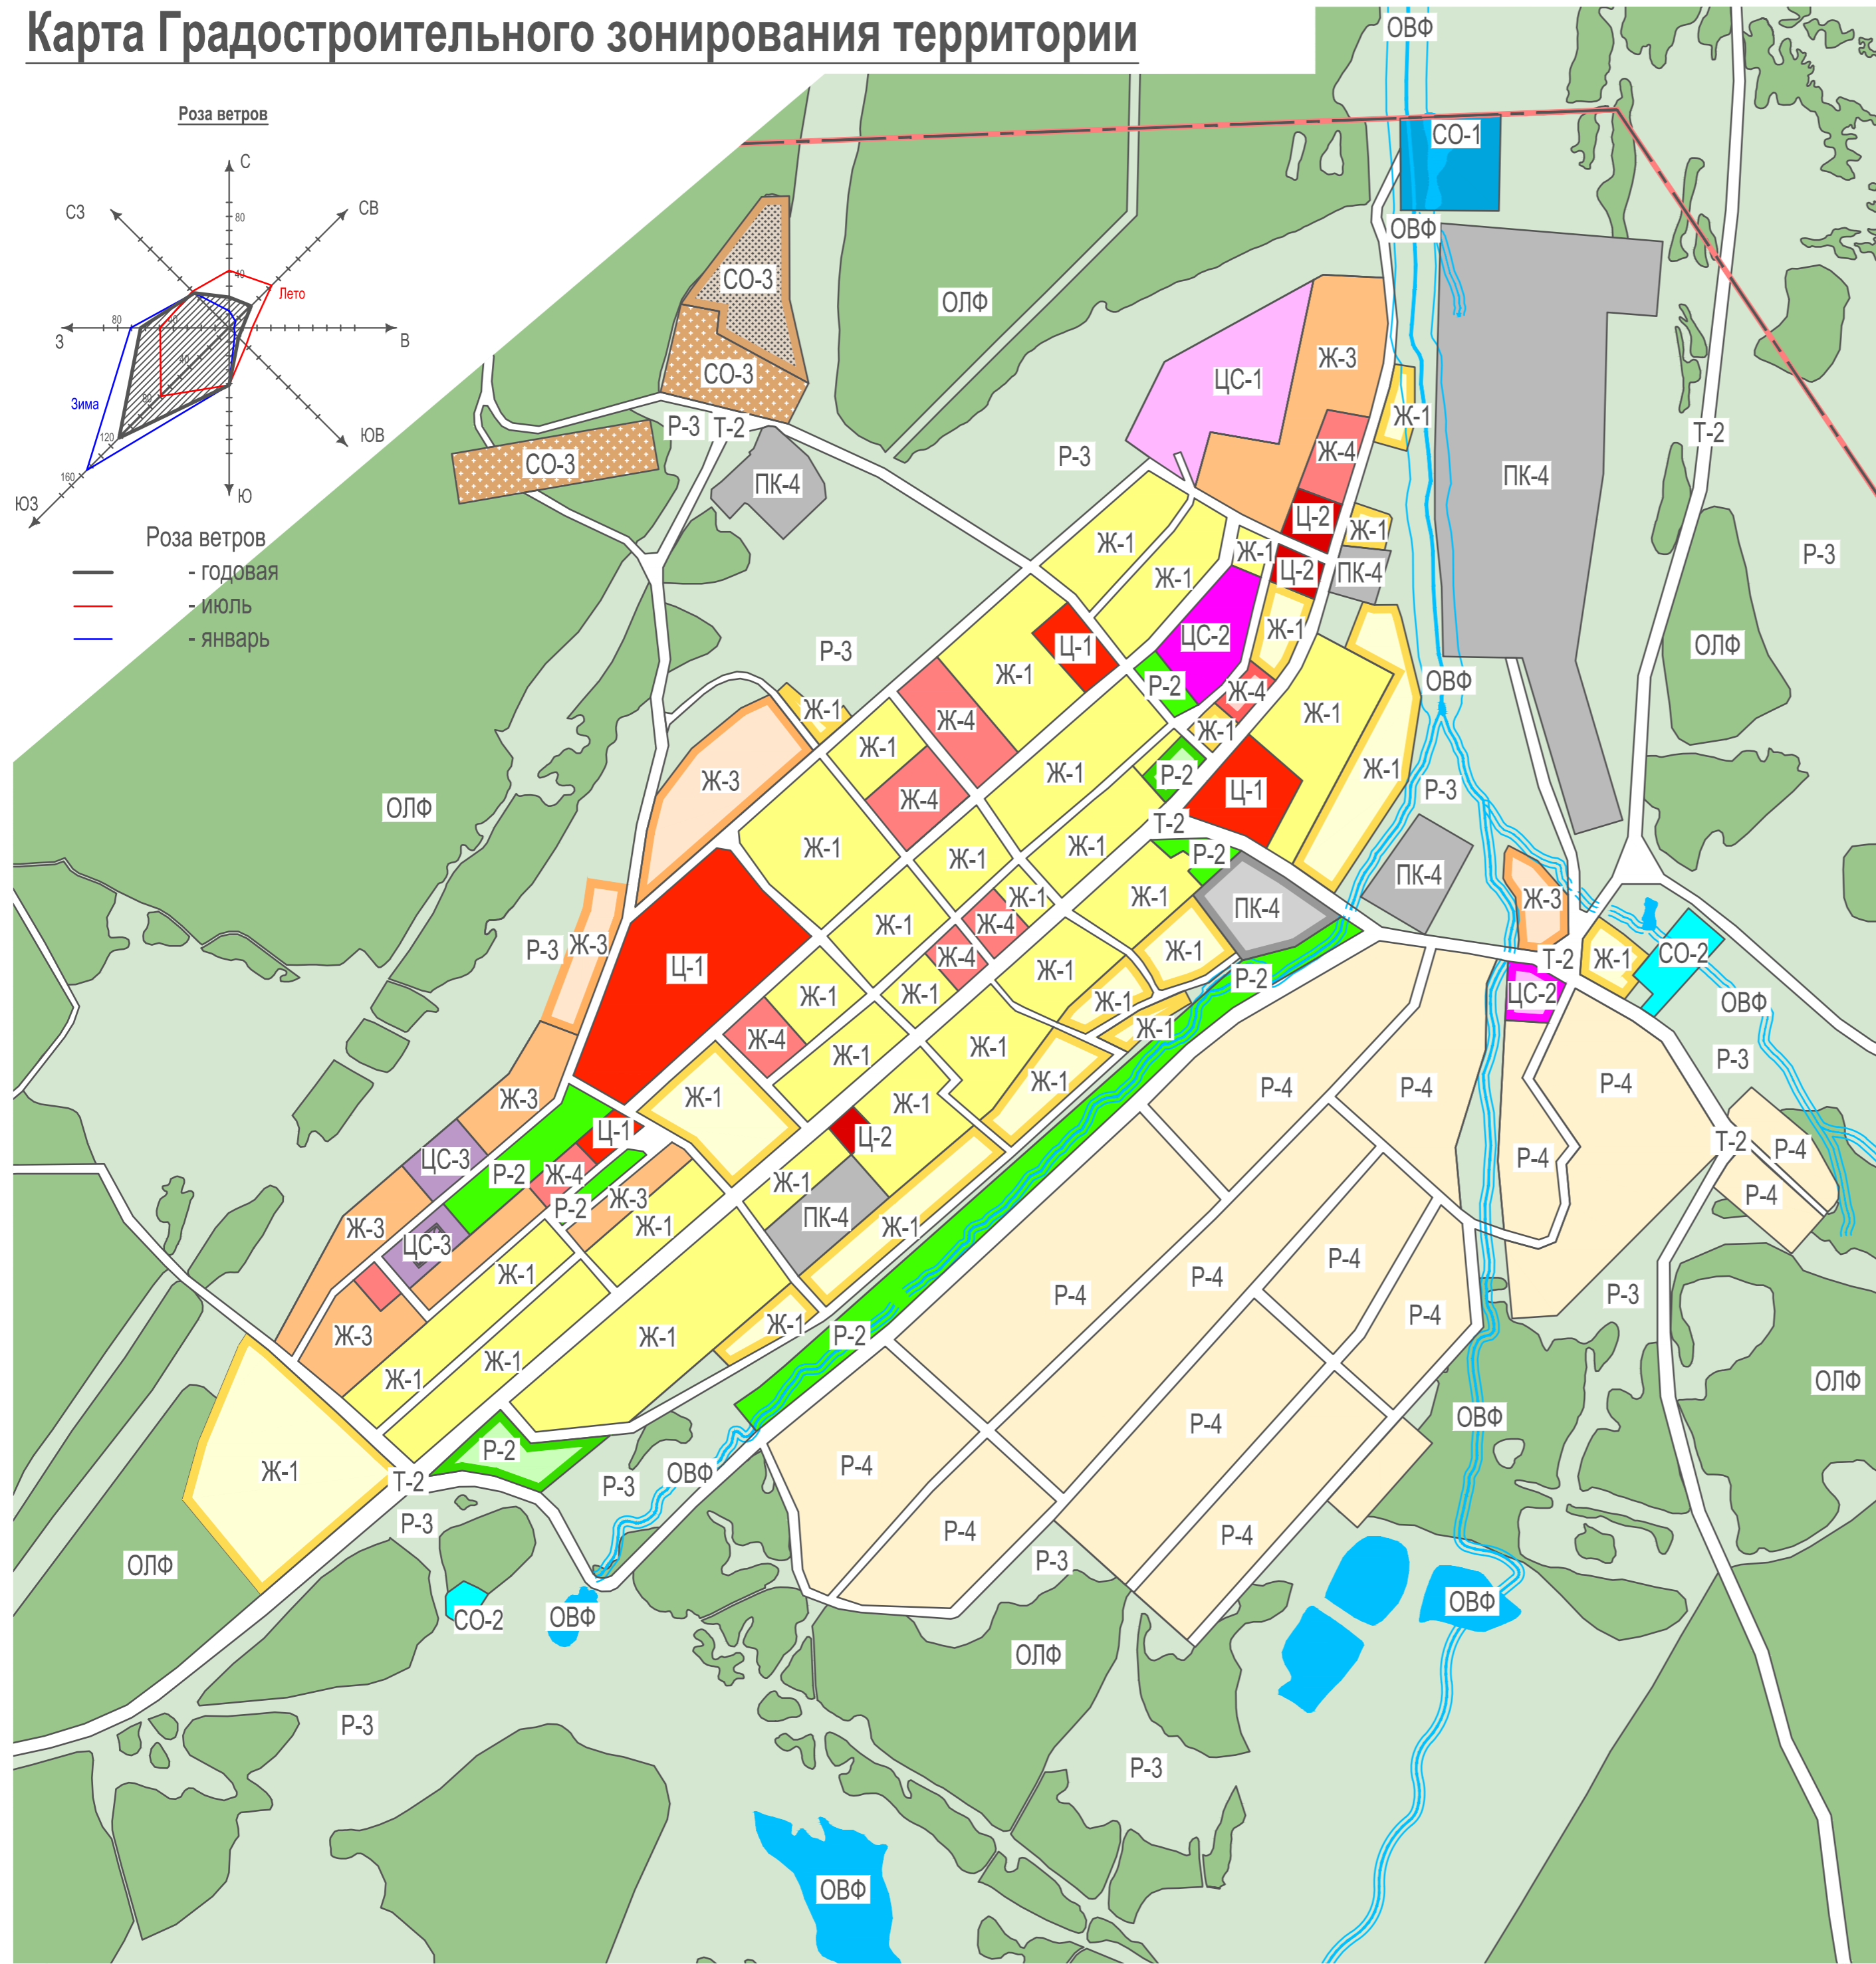 Карта Градостроительного зонирования территории
ОВФ
Роза ветров
С
СЗ
СВ
80
40
Лето
80
40
З
В
40
80
Зима
120
160
ЮВ
ЮЗ
Ю
Роза ветров
- годовая
- июль
- январь
СО-1
ОВФ
СО-3
ОЛФ
СО-3
ЦС-1
Ж-3
Ж-1
Р-3
Т-2
Т-2
Р-3
Ж-4
СО-3
ПК-4
ПК-4
Ц-2
Ж-1
Ж-1
Ж-1
Р-3
Ж-1
Ц-2
ПК-4
Ж-1
ЦС-2
Ж-1
Р-3
Ц-1
ОЛФ
Ж-1
Р-2
Ж-4
ОВФ
Ж-1
Ж-4
Ж-1
Ж-1
Ж-1
Ж-3
Ж-1
Р-2
Ж-1
Ц-1
Р-3
Ж-4
ОЛФ
Т-2
Ж-1
Ж-1
Ж-1
Р-2
ПК-4
Ж-1
Ж-1
Ж-3
ПК-4
Ж-1
Ж-4
Р-3
Ж-3
Ж-1
Ж-4
Т-2
Ж-1
СО-2
Ц-1
Ж-1
Р-2
Ж-1
Ж-1
ЦС-2
Ж-1
ОВФ
Ж-1
Ж-4
Ж-1
Ж-1
Р-3
Ж-1
Р-4
Р-4
Р-4
Ж-3
Ж-1
Ж-1
Ц-1
Ц-2
Т-2
Р-4
ЦС-3
Р-4
Р-2
Ж-4
Ж-1
Р-4
Ж-3
Р-2
ПК-4
Ж-3
Ж-1
Ж-1
ЦС-3
Р-4
Ж-1
Р-4
Р-4
Р-3
Р-4
Ж-1
Р-2
Ж-3
Ж-1
Ж-1
Ж-1
ОЛФ
ОВФ
Р-4
Р-2
Р-4
Ж-1
ОВФ
Т-2
Р-3
Р-3
Р-4
Р-4
Р-3
ОЛФ
ОВФ
ОВФ
СО-2
ОЛФ
Р-3
Р-3
ОВФ